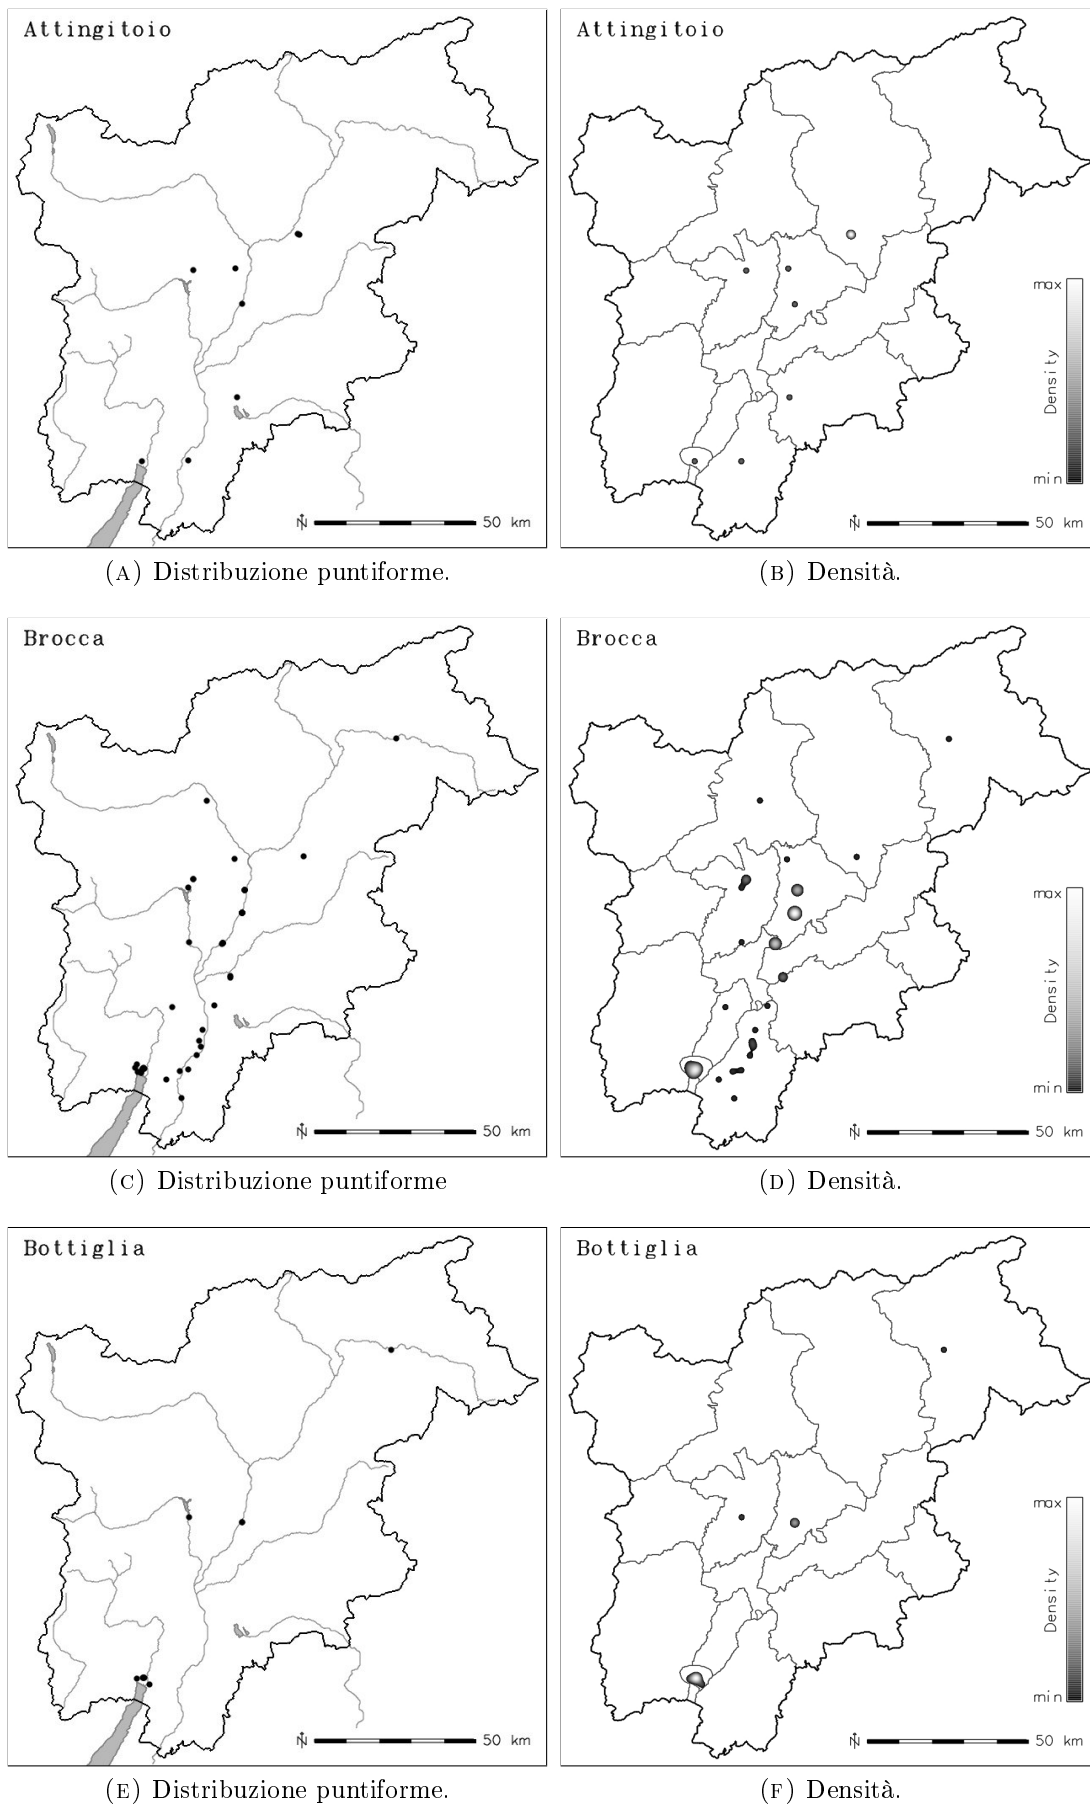 Attingitoio
N 50 km
Attingitoio
max
Density
min
N 50 km
(A) Distribuzione puntiforme.
(B) Densità.
Brocca
N 50 km
Brocca
max
Density
min
N 50 km
(C) Distribuzione puntiforme
(D) Densità.
Bottiglia
N 50 km
Bottiglia
max
Density
min
N 50 km
(E) Distribuzione puntiforme.
(F) Densità.